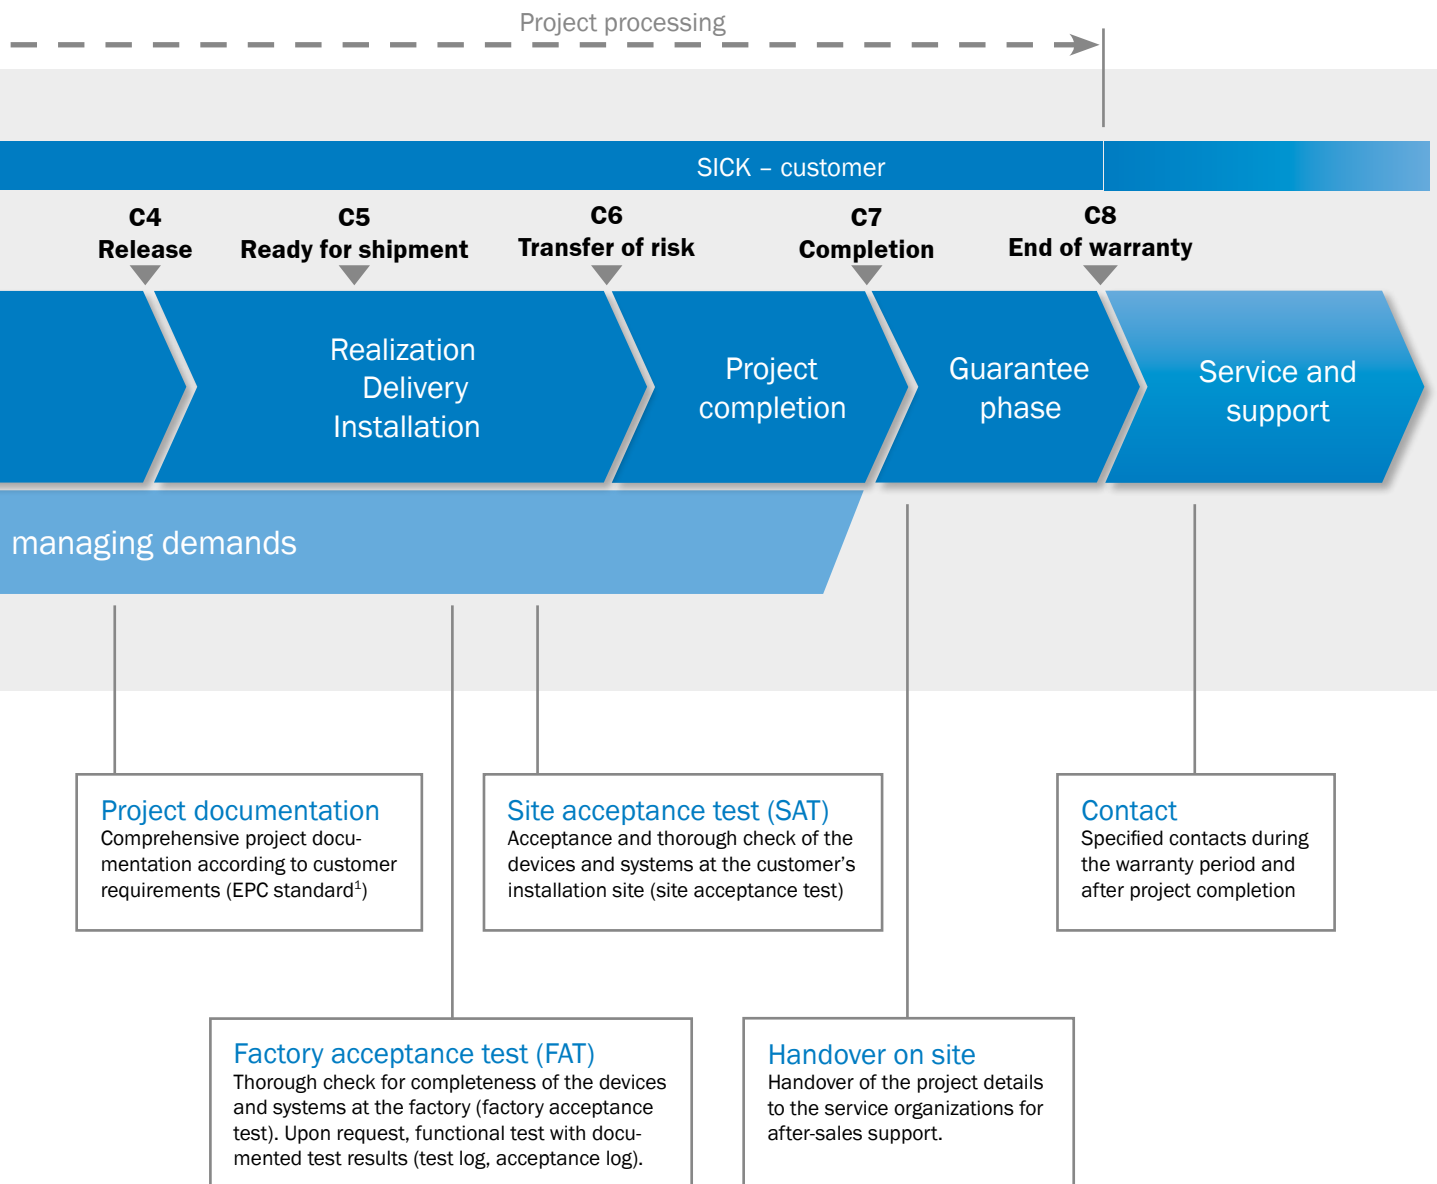 Project processing
SICK – customer
C4
Release
C5
Ready for shipment
C6
Transfer of risk
C7
Completion
C8
End of warranty
Realization
Delivery
Installation
Project
completion
Guarantee
phase
Service and
support
managing demands
Project documentation
Comprehensive project docu-
mentation according to customer
requirements (EPC standard¹)
Site acceptance test (SAT)
Acceptance and thorough check of the
devices and systems at the customer’s
installation site (site acceptance test)
Contact
Specified contacts during
the warranty period and
after project completion
Factory acceptance test (FAT)
Thorough check for completeness of the devices
and systems at the factory (factory acceptance
test). Upon request, functional test with docu-
mented test results (test log, acceptance log).
Handover on site
Handover of the project details
to the service organizations for
after-sales support.